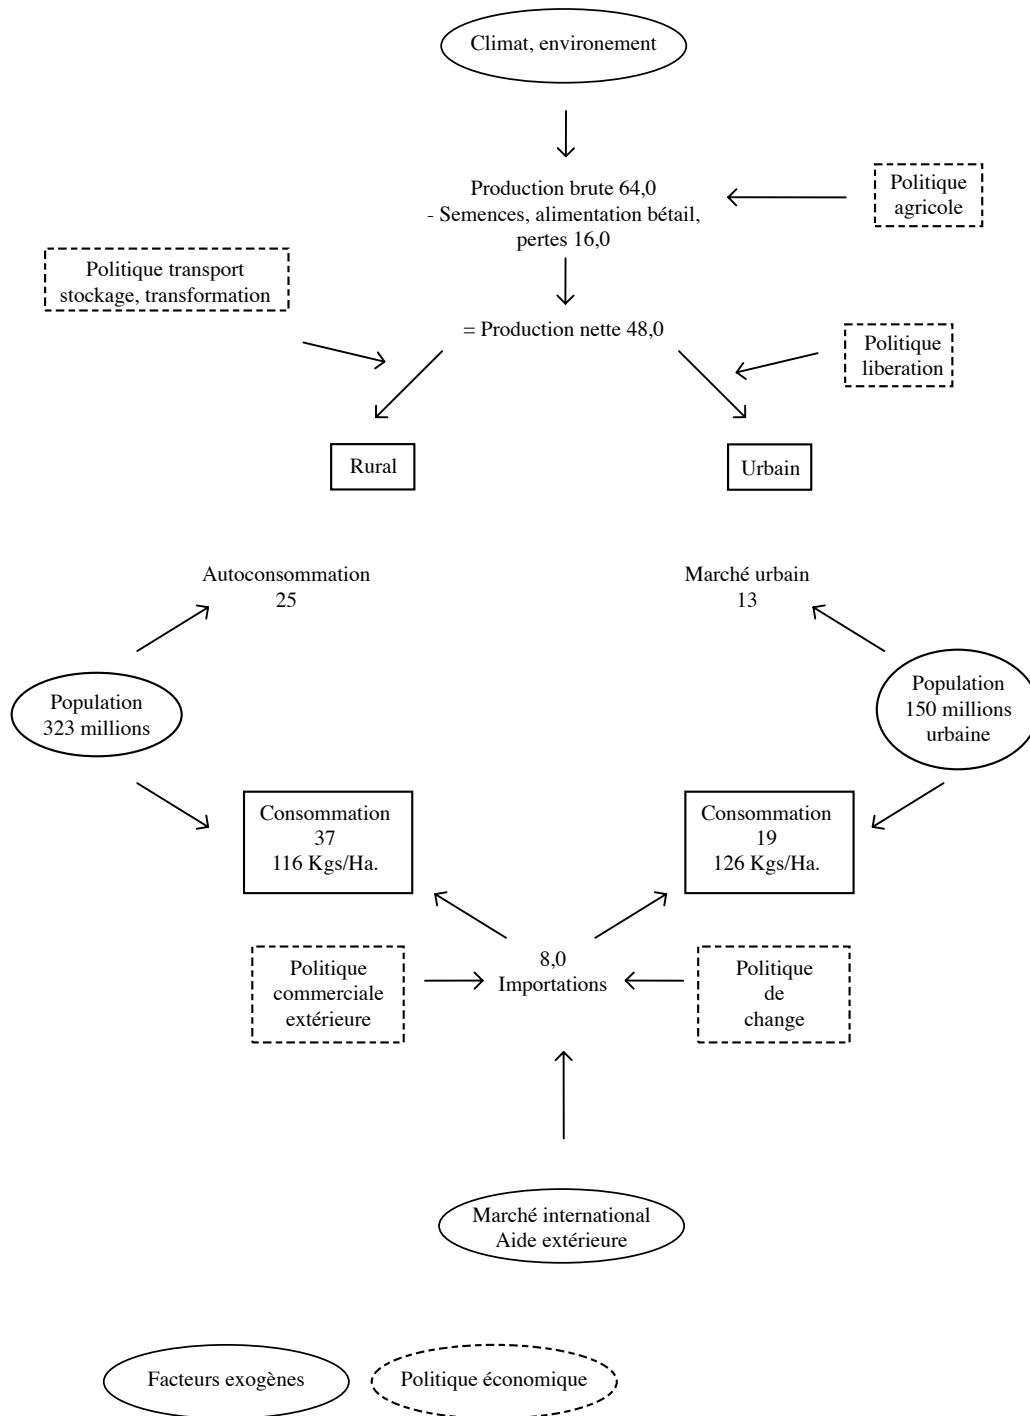 Climat, environement
Production brute 64,0
- Semences, alimentation bétail,
pertes 16,0
Politique
agricole
Politique transport
stockage, transformation
= Production nette 48,0
Politique
liberation
Rural
Urbain
Autoconsommation
25
Marché urbain
13
Population
323 millions
Population
150 millions
urbaine
Consommation
37
116 Kgs/Ha.
Consommation
19
126 Kgs/Ha.
Politique
commerciale
extérieure
8,0
Importations
Politique
de
change
Marché international
Aide extérieure
Facteurs exogènes
Politique économique